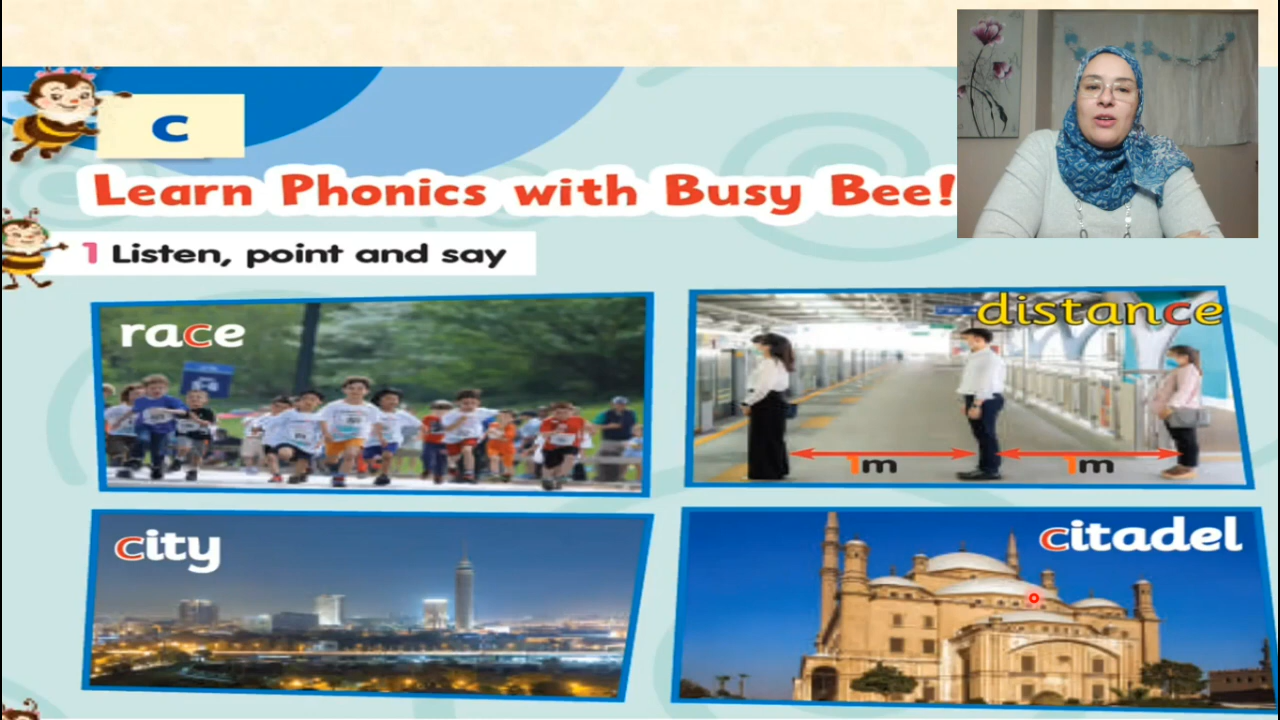 c
Learn Phonics with Busy Bee!
1 Listen, point and say
race
distance
1m
1m
city
citadel